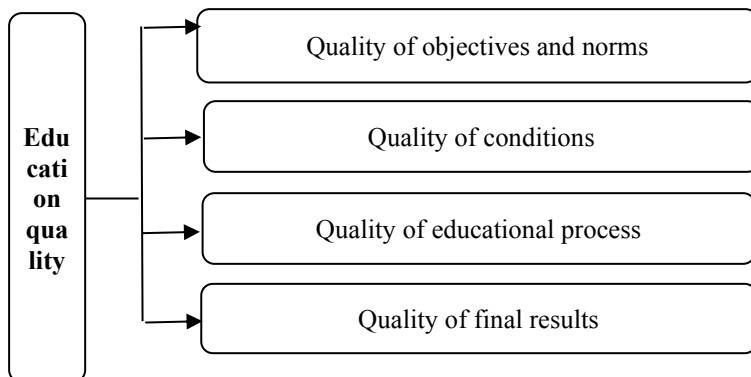 Edu
cati
on
qua
lity
Quality of objectives and norms
Quality of conditions
Quality of educational process
Quality of final results